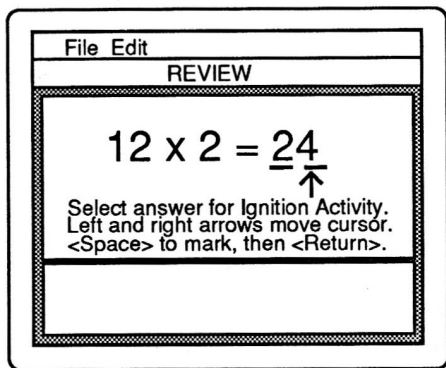 File Edit
REVIEW
12 x 2 = 24
Select answer for Ignition Activity.
Left and right arrows move cursor.
<Space> to mark, then <Return>.